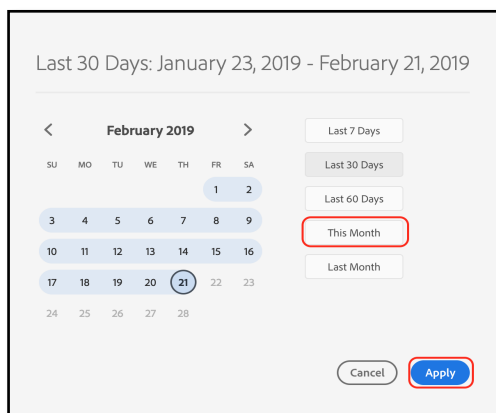 Last 30 Days: January 23, 2019 - February 21, 2019
< February 2019 >
SU MO TU WE TH FR SA
1 2
3 4 5 6 7 8 9
10 11 12 13 14 15 16
17 18 19 20 21 22 23
24 25 26 27 28
Last 7 Days
Last 30 Days
Last 60 Days
This Month
Last Month
Cancel Apply